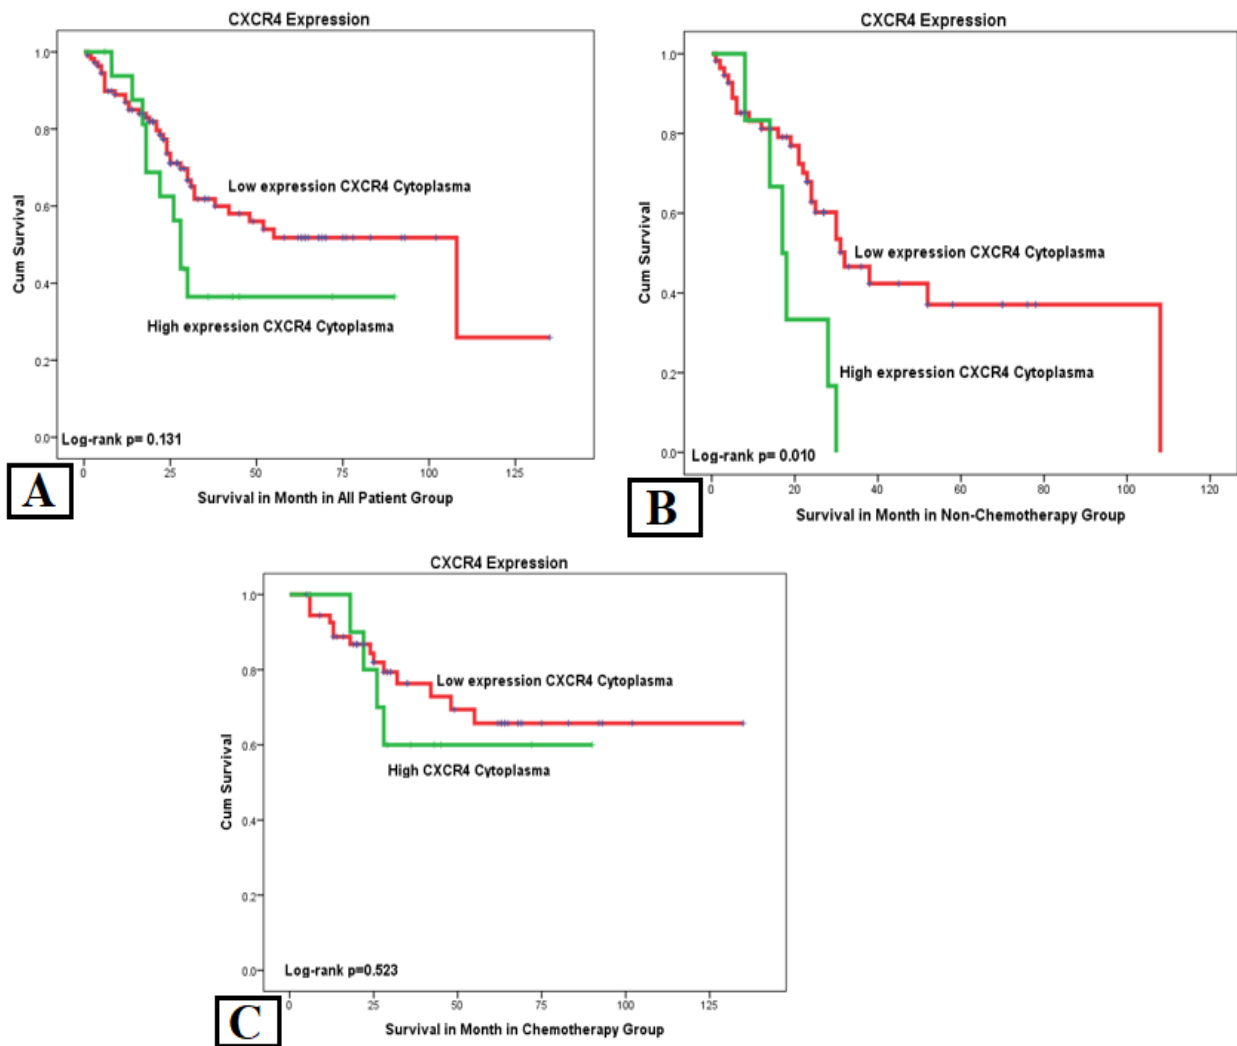 CXCR4 Expression
Cum Survival
1.0
0.8
0.6
0.4
0.2
0.0
Low expression CXCR4 Cytoplasma
High expression CXCR4 Cytoplasma
Log-rank p= 0.131
0 25 50 75 100 125
Survival in Month in All Patient Group
A
CXCR4 Expression
Cum Survival
1.0
0.8
0.6
0.4
0.2
0.0
Low expression CXCR4 Cytoplasma
High expression CXCR4 Cytoplasma
Log-rank p= 0.010
0 20 40 60 80 100 120
Survival in Month in Non-Chemotherapy Group
B
CXCR4 Expression
Cum Survival
1.0
0.8
0.6
0.4
0.2
0.0
Low expression CXCR4 Cytoplasma
High CXCR4 Cytoplasma
Log-rank p=0.523
0 25 50 75 100 125
Survival in Month in Chemotherapy Group
C